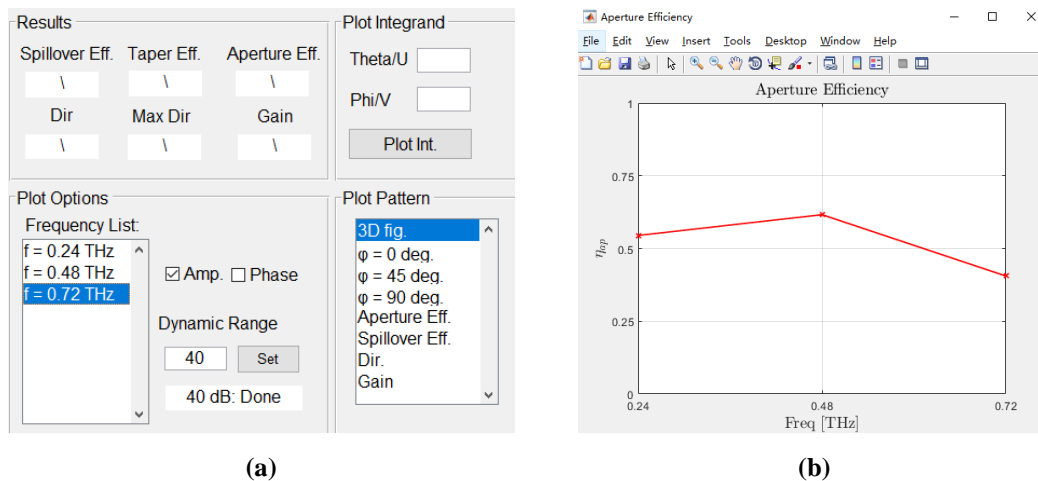 Results
Spillover Eff. Taper Eff. Aperture Eff.
\ \ \
Dir Max Dir Gain
\ \ \
Plot Integrand
Theta/U
Phi/V
Plot Int.
Plot Options
Frequency List:
f = 0.24 THz
f = 0.48 THz
f = 0.72 THz
Amp. Phase
Dynamic Range
40 Set
40 dB: Done
Plot Pattern
3D fig.
φ = 0 deg.
φ = 45 deg.
φ = 90 deg.
Aperture Eff.
Spillover Eff.
Dir.
Gain
(a)
Aperture Efficiency
File Edit View Insert Tools Desktop Window Help
Aperture Efficiency
1
0.75
0.5
0.25
0
η_ap
0.24 0.48 0.72
Freq [THz]
(b)